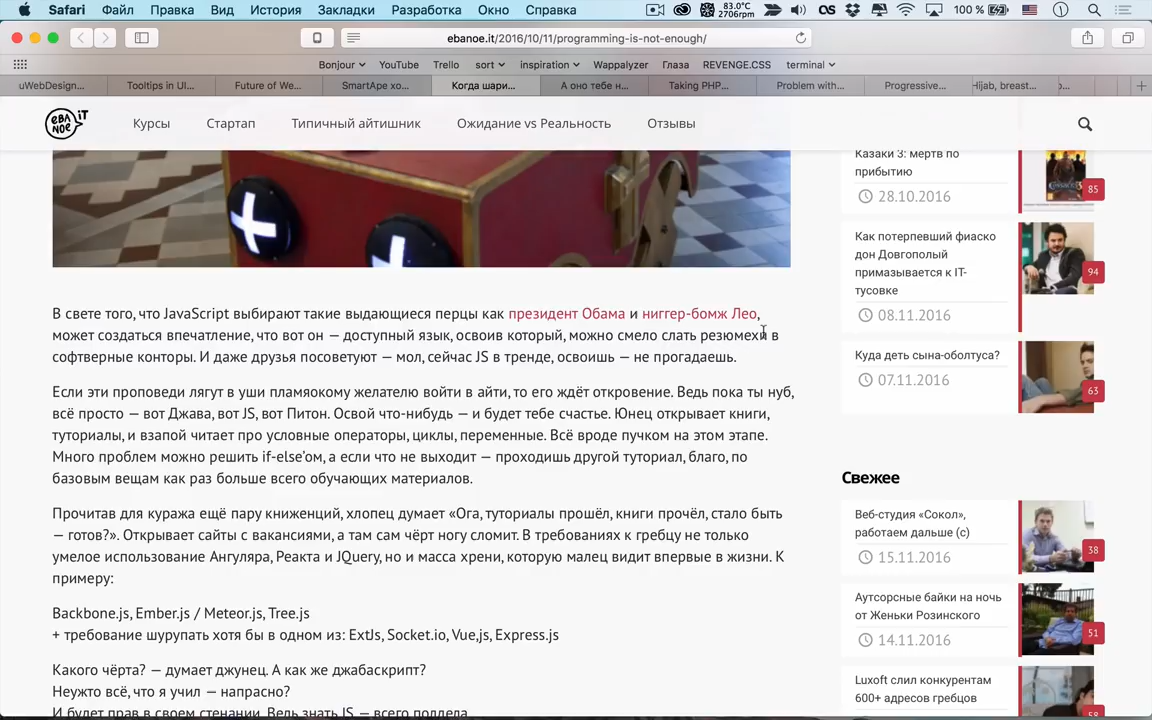 Safari Файл Правка Вид История Закладки Разработка Окно Справка 83.0°C 2706rpm 100 %
ebanoe.it/2016/10/11/programming-is-not-enough/
Bonjour YouTube Trello sort inspiration Wappalyzer Глаза REVENGE.CSS terminal
uWebDesign... Tooltips in UI... Future of We... SmartApe хо... Когда шари... А оно тебе н... Taking PHP... Problem with... Progressive... Hijab, breast...
ЕВА НОЕ IT Курсы Стартап Типичный айтишник Ожидание vs Реальность Отзывы
Казаки 3: мертв по
прибытию
28.10.2016
85
Как потерпевший фиаско
дон Довгополый
примазывается к IT-
тусовке
08.11.2016
94
Куда деть сына-оболтуса?
07.11.2016
63
В свете того, что JavaScript выбирают такие выдающиеся перцы как президент Обама и ниггер-бомж Лео,
может создаться впечатление, что вот он — доступный язык, освоив который, можно смело слать резюмехи в
софтверные конторы. И даже друзья посоветуют — мол, сейчас JS в тренде, освоишь — не прогадаешь.
Если эти проповеди лягут в уши пламяокому желателю войти в айти, то его ждёт откровение. Ведь пока ты нуб,
всё просто — вот Джава, вот JS, вот Питон. Освой что-нибудь — и будет тебе счастье. Юнец открывает книги,
туториалы, и взапой читает про условные операторы, циклы, переменные. Всё вроде пучком на этом этапе.
Много проблем можно решить if-else’ом, а если что не выходит — проходишь другой туториал, благо, по
базовым вещам как раз больше всего обучающих материалов.
Прочитав для куража ещё пару книженций, хлопец думает «Ога, туториалы прошёл, книги прочёл, стало быть
— готов?». Открывает сайты с вакансиями, а там сам чёрт ногу сломит. В требованиях к гребцу не только
умелое использование Ангуляра, Реакта и JQuery, но и масса хрени, которую малец видит впервые в жизни. К
примеру:
Backbone.js, Ember.js / Meteor.js, Tree.js
+ требование шурупать хотя бы в одном из: ExtJs, Socket.io, Vue,js, Express.js
Какого чёрта? — думает джунец. А как же джабаскрипт?
Неужто всё, что я учил — напрасно?
И будет прав в своем стенании. Ведь знать JS — всего полдела.
Свежее
Веб-студия «Сокол»,
работаем дальше (с)
15.11.2016
38
Аутсорсные байки на ночь
от Женьки Розинского
14.11.2016
51
Luxoft слил конкурентам
600+ адресов гребцов
58